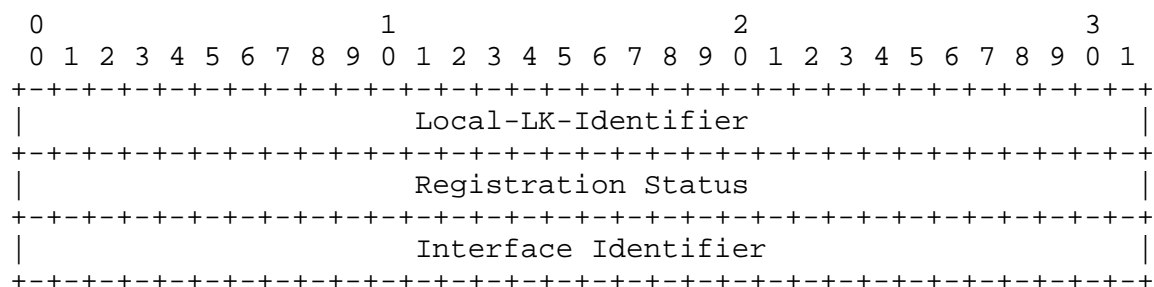 0                   1                   2                   3
 0 1 2 3 4 5 6 7 8 9 0 1 2 3 4 5 6 7 8 9 0 1 2 3 4 5 6 7 8 9 0 1
+-+-+-+-+-+-+-+-+-+-+-+-+-+-+-+-+-+-+-+-+-+-+-+-+-+-+-+-+-+-+-+-+
|                      Local-LK-Identifier                      |
+-+-+-+-+-+-+-+-+-+-+-+-+-+-+-+-+-+-+-+-+-+-+-+-+-+-+-+-+-+-+-+-+
|                      Registration Status                      |
+-+-+-+-+-+-+-+-+-+-+-+-+-+-+-+-+-+-+-+-+-+-+-+-+-+-+-+-+-+-+-+-+
|                      Interface Identifier                     |
+-+-+-+-+-+-+-+-+-+-+-+-+-+-+-+-+-+-+-+-+-+-+-+-+-+-+-+-+-+-+-+-+